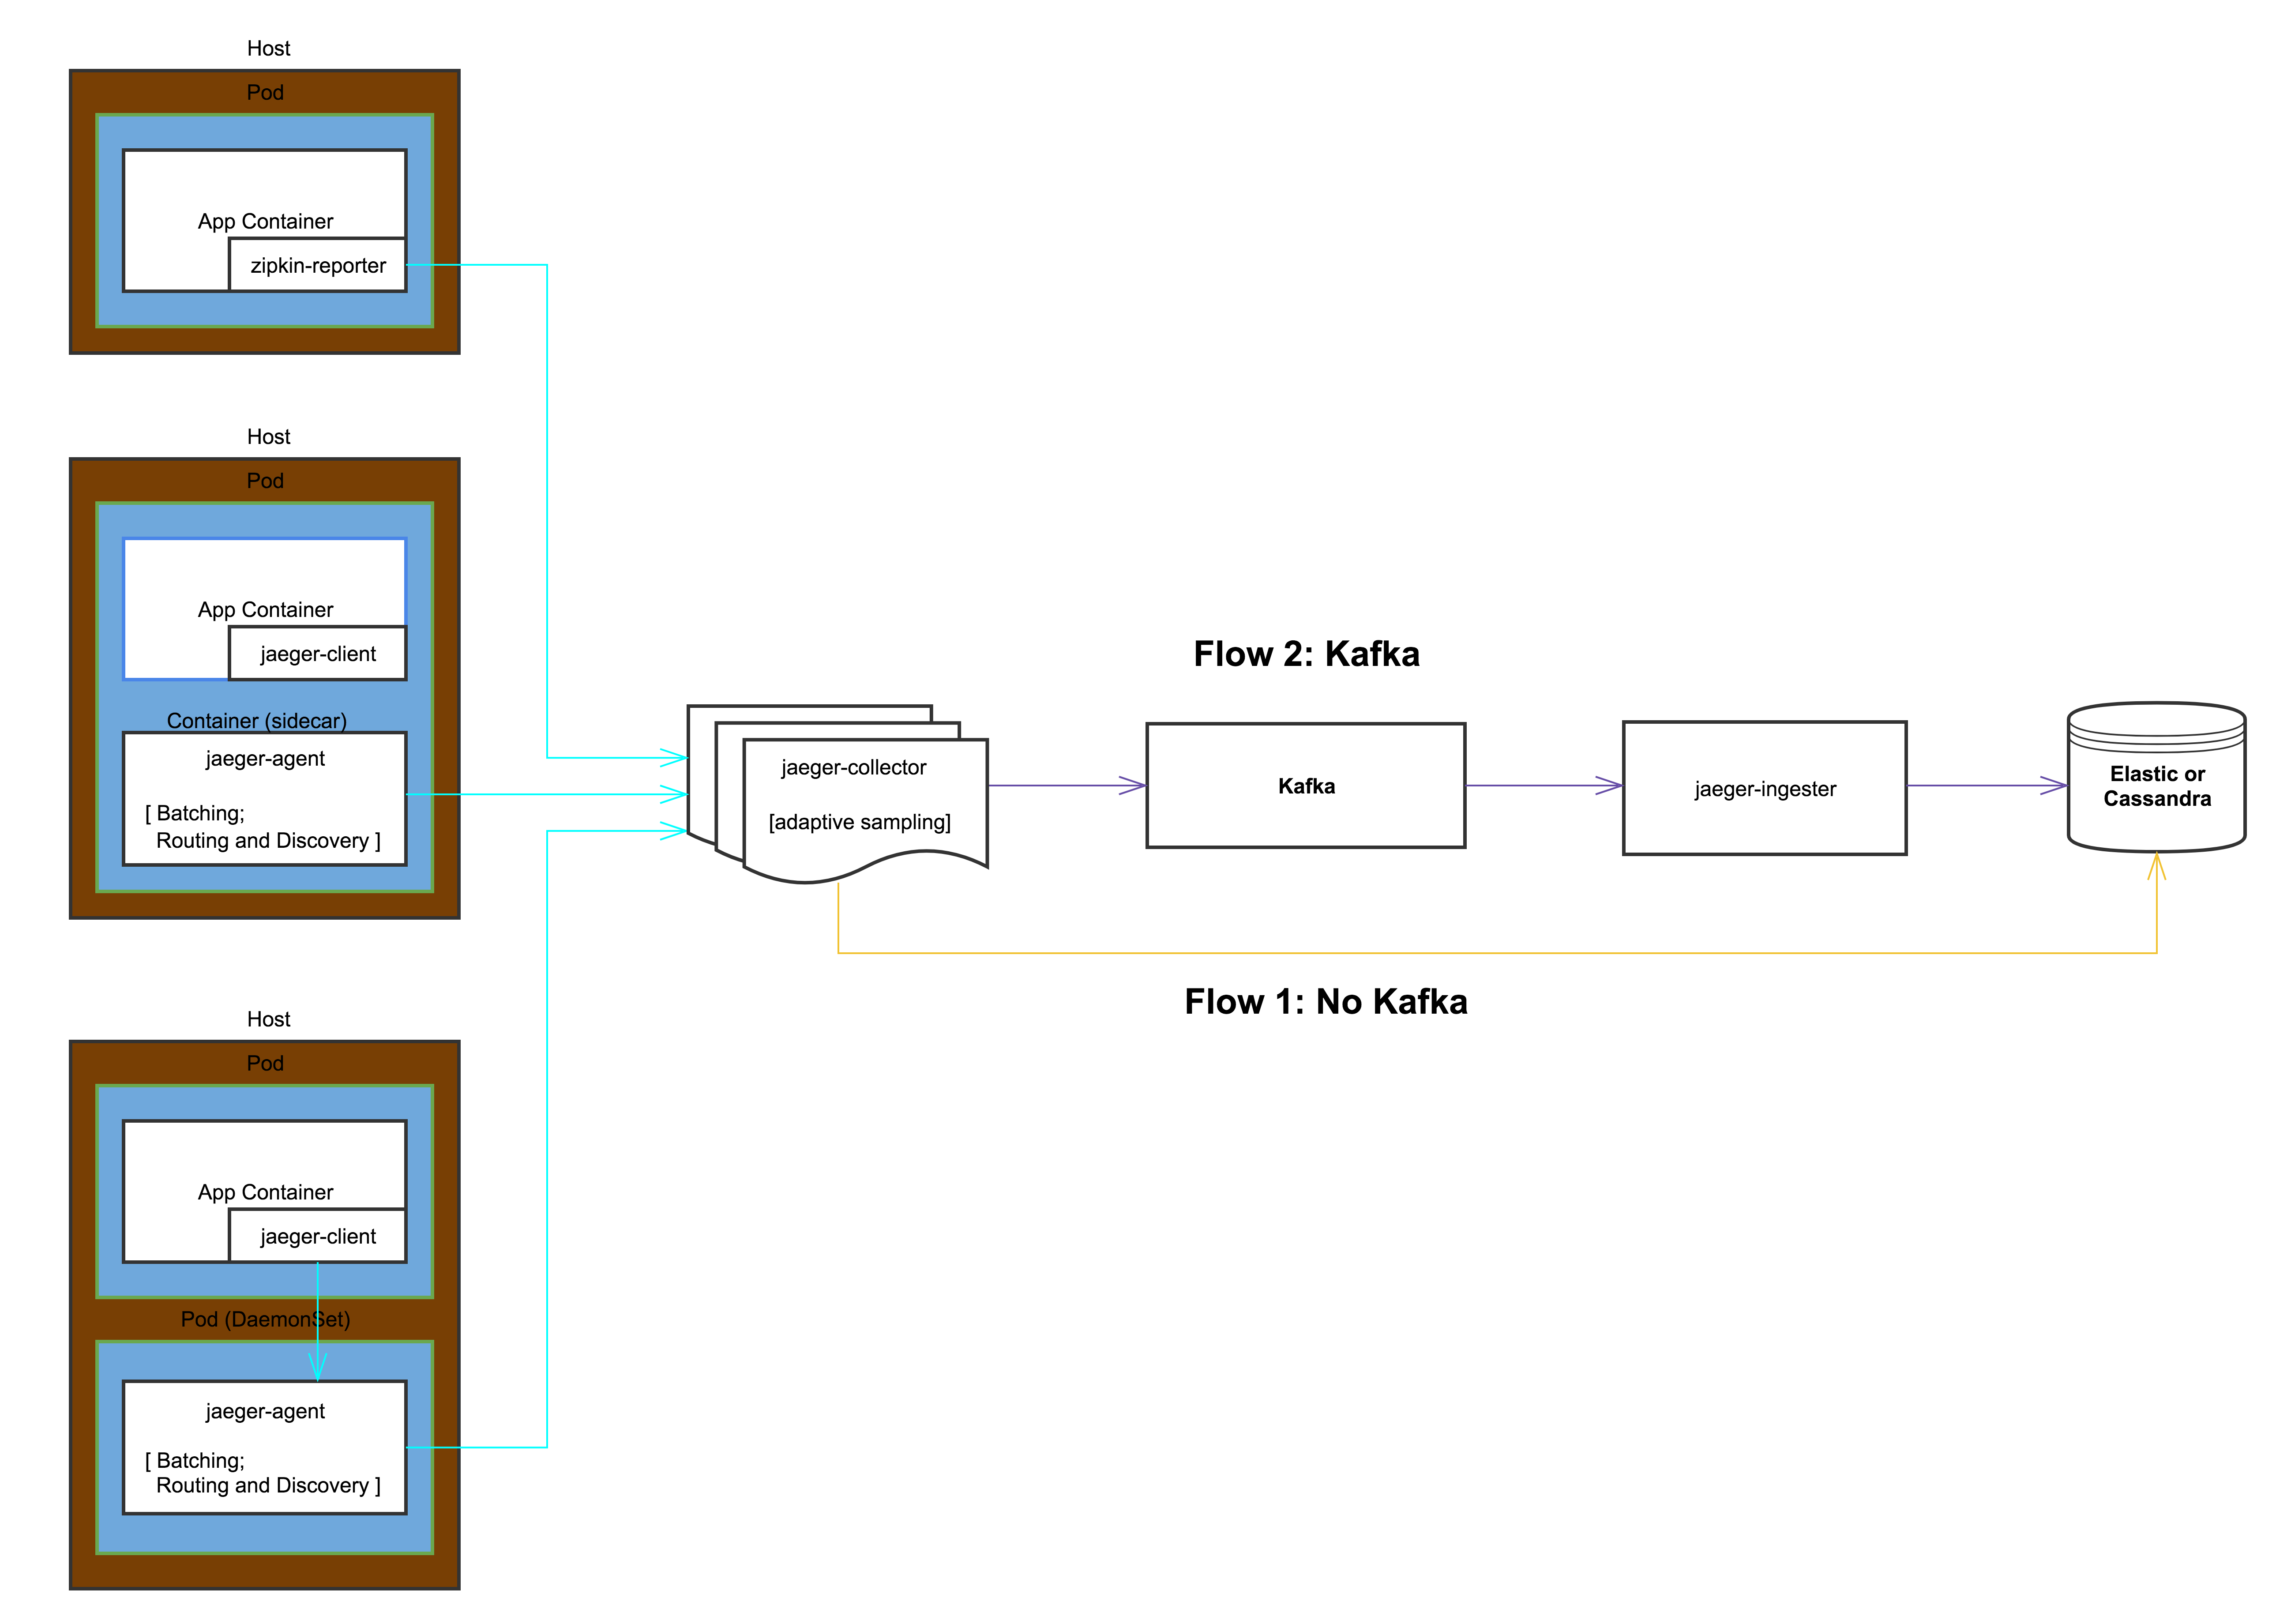 Host
Pod
App Container
zipkin-reporter
Host
Pod
App Container
jaeger-client
Container (sidecar)
jaeger-agent
[ Batching;
Routing and Discovery ]
Host
Pod
App Container
jaeger-client
Pod (DaemonSet)
jaeger-agent
[ Batching;
Routing and Discovery ]
jaeger-collector
[adaptive sampling]
Flow 2: Kafka
Kafka
jaeger-ingester
Elastic or
Cassandra
Flow 1: No Kafka